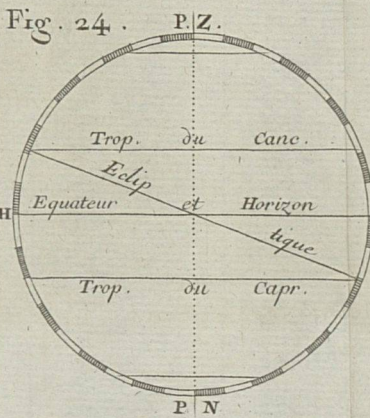 Fig. 24.
P. Z.
Trop. du Canc.
Eclip
H Equateur et Horizon
tique
Trop. du Capr.
P N